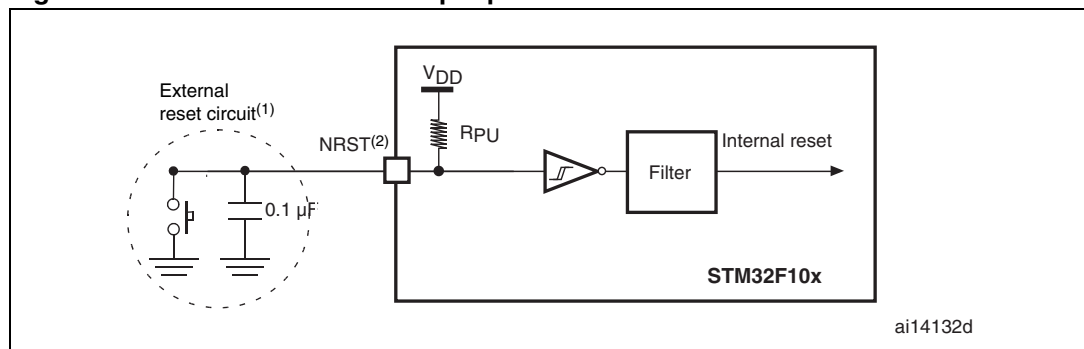 External
reset circuit(1)
VDD
RPU
NRST(2)
Internal reset
Filter
0.1 µF
STM32F10x
ai14132d